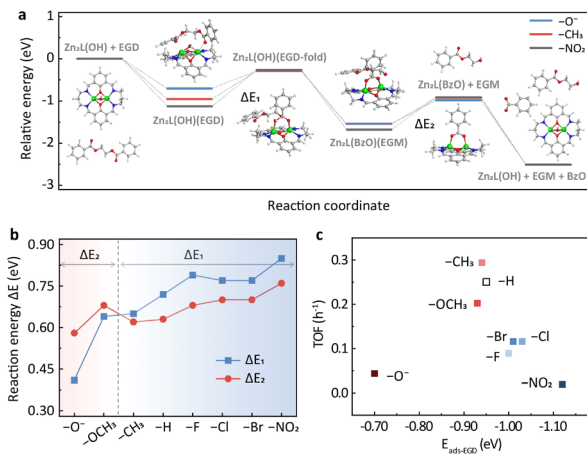 a
−O⁻
−CH₃
−NO₂
Relative energy (eV)
1
0
-1
-2
-3
Zn₂L(OH) + EGD
Zn₂L(OH)(EGD)
Zn₂L(OH)(EGD-fold)
ΔE₁
Zn₂L(BzO)(EGM)
Zn₂L(BzO) + EGM
ΔE₂
Zn₂L(OH) + EGM + BzO
Reaction coordinate
b
Reaction energy ΔE (eV)
0.90
0.75
0.60
0.45
0.30
ΔE₂
ΔE₁
ΔE₁
ΔE₂
−O⁻
−OCH₃
−CH₃
−H
−F
−Cl
−Br
−NO₂
c
TOF (h⁻¹)
0.3
0.2
0.1
0.0
−CH₃
−H
−OCH₃
−Br
−Cl
−F
−O⁻
−NO₂
-0.70 -0.80 -0.90 -1.00 -1.10
E_ads-EGD (eV)